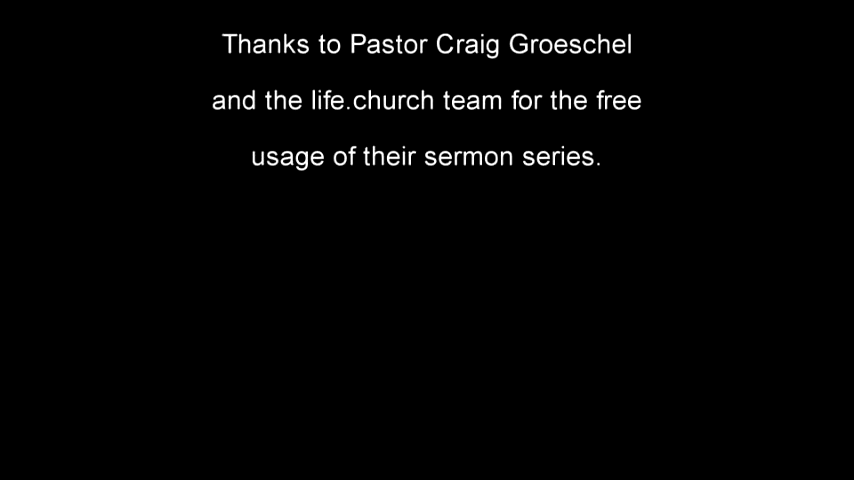 Thanks to Pastor Craig Groeschel
and the life.church team for the free
usage of their sermon series.